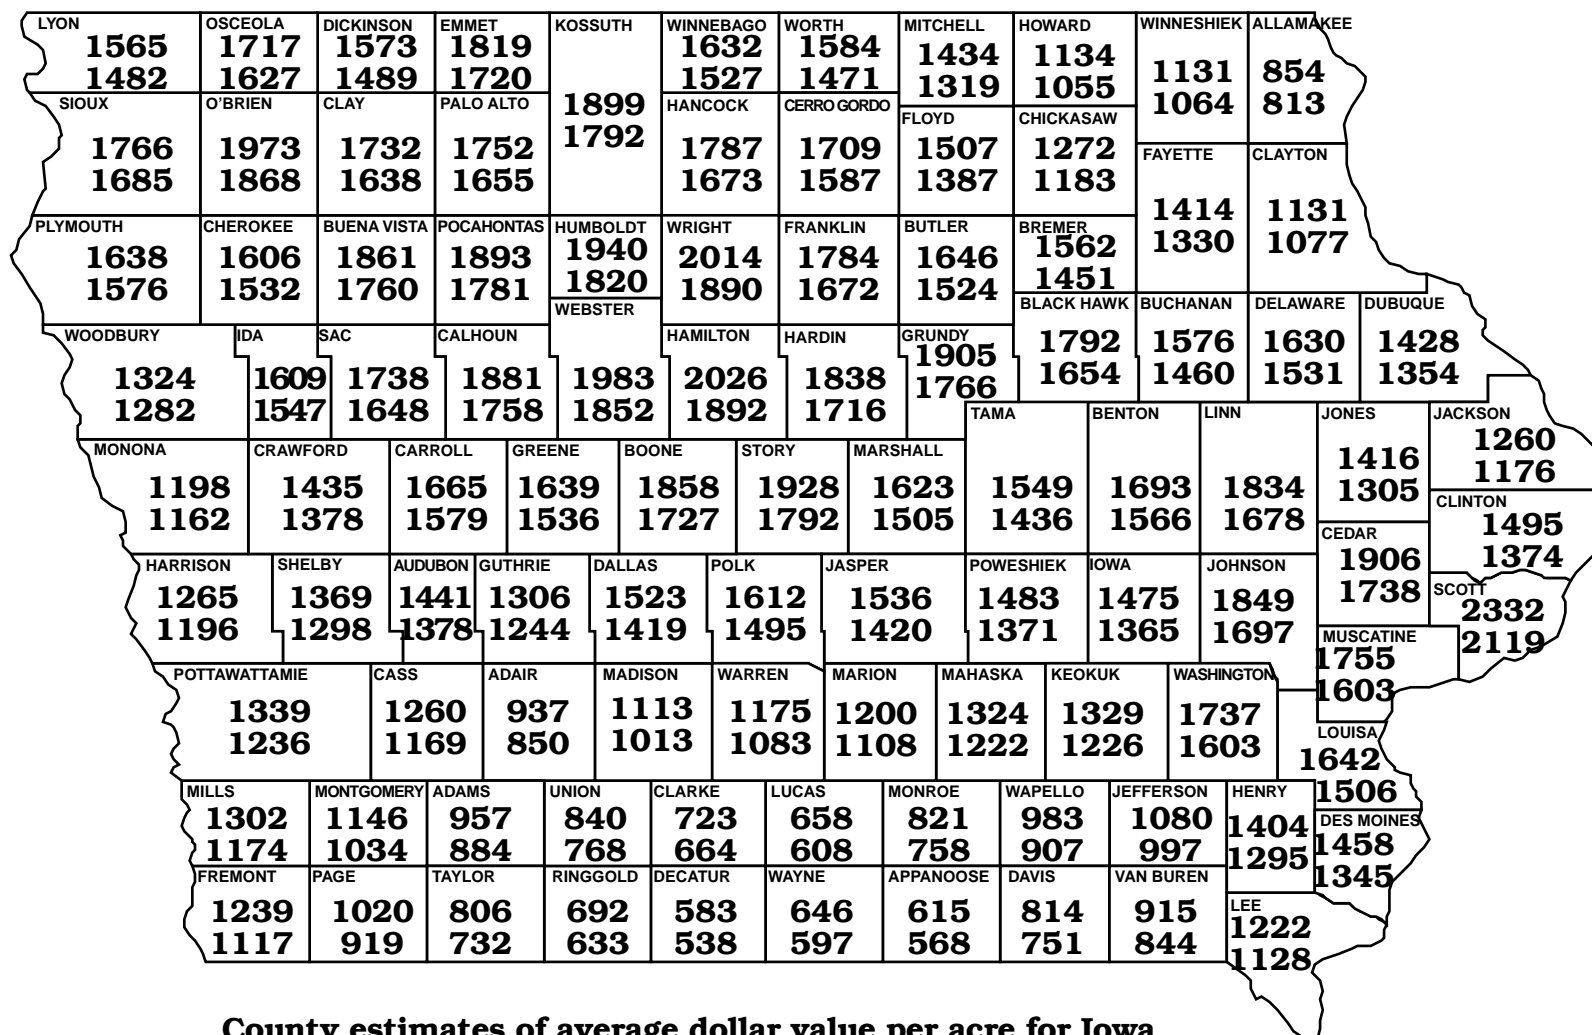 LYON
1565
1482
OSCEOLA
1717
1627
DICKINSON
1573
1489
EMMET
1819
1720
KOSSUTH
1899
1792
WINNEBAGO
1632
1527
WORTH
1584
1471
MITCHELL
1434
1319
HOWARD
1134
1055
WINNESHIEK
1131
1064
ALLAMAKEE
854
813
SIOUX
1766
1685
O'BRIEN
1973
1868
CLAY
1732
1638
PALO ALTO
1752
1655
HANCOCK
1787
1673
CERRO GORDO
1709
1587
FLOYD
1507
1387
CHICKASAW
1272
1183
FAYETTE
1414
1330
CLAYTON
1131
1077
PLYMOUTH
1638
1576
CHEROKEE
1606
1532
BUENA VISTA
1861
1760
POCAHONTAS
1893
1781
HUMBOLDT
1940
1820
WRIGHT
2014
1890
FRANKLIN
1784
1672
BUTLER
1646
1524
BREMER
1562
1451
WOODBURY
1324
1282
IDA
1609
1547
SAC
1738
1648
CALHOUN
1881
1758
WEBSTER
1983
1852
HAMILTON
2026
1892
HARDIN
1838
1716
GRUNDY
1905
1766
BLACK HAWK
1792
1654
BUCHANAN
1576
1460
DELAWARE
1630
1531
DUBUQUE
1428
1354
MONONA
1198
1162
CRAWFORD
1435
1378
CARROLL
1665
1579
GREENE
1639
1536
BOONE
1858
1727
STORY
1928
1792
MARSHALL
1623
1505
TAMA
1549
1436
BENTON
1693
1566
LINN
1834
1678
JONES
1416
1305
JACKSON
1260
1176
CLINTON
1495
1374
CEDAR
1906
1738
SCOTT
2332
2119
HARRISON
1265
1196
SHELBY
1369
1298
AUDUBON
1441
1378
GUTHRIE
1306
1244
DALLAS
1523
1419
POLK
1612
1495
JASPER
1536
1420
POWESHIEK
1483
1371
IOWA
1475
1365
JOHNSON
1849
1697
MUSCATINE
1755
1603
POTTAWATTAMIE
1339
1236
CASS
1260
1169
ADAIR
937
850
MADISON
1113
1013
WARREN
1175
1083
MARION
1200
1108
MAHASKA
1324
1222
KEOKUK
1329
1226
WASHINGTON
1737
1603
LOUISA
1642
1506
MILLS
1302
1174
MONTGOMERY
1146
1034
ADAMS
957
884
UNION
840
768
CLARKE
723
664
LUCAS
658
608
MONROE
821
758
WAPELLO
983
907
JEFFERSON
1080
997
HENRY
1404
1295
DES MOINES
1458
1345
FREMONT
1239
1117
PAGE
1020
919
TAYLOR
806
732
RINGGOLD
692
633
DECATUR
583
538
WAYNE
646
597
APPANOOSE
615
568
DAVIS
814
751
VAN BUREN
915
844
LEE
1222
1128
County estimates of average dollar value per acre for Iowa